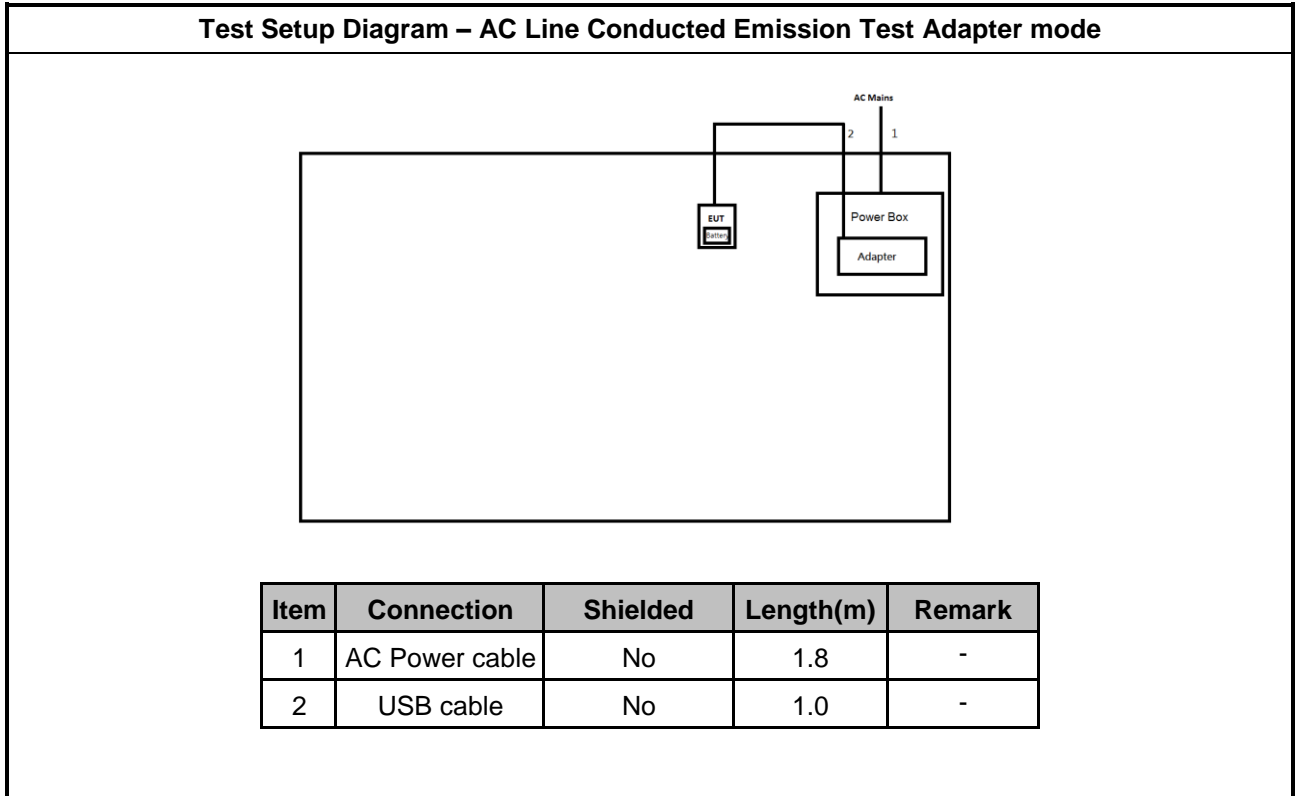 Test Setup Diagram – AC Line Conducted Emission Test Adapter mode
AC Mains
2 1
EUT
Battery
Power Box
Adapter
Item Connection Shielded Length(m) Remark
1 AC Power cable No 1.8 -
2 USB cable No 1.0 -